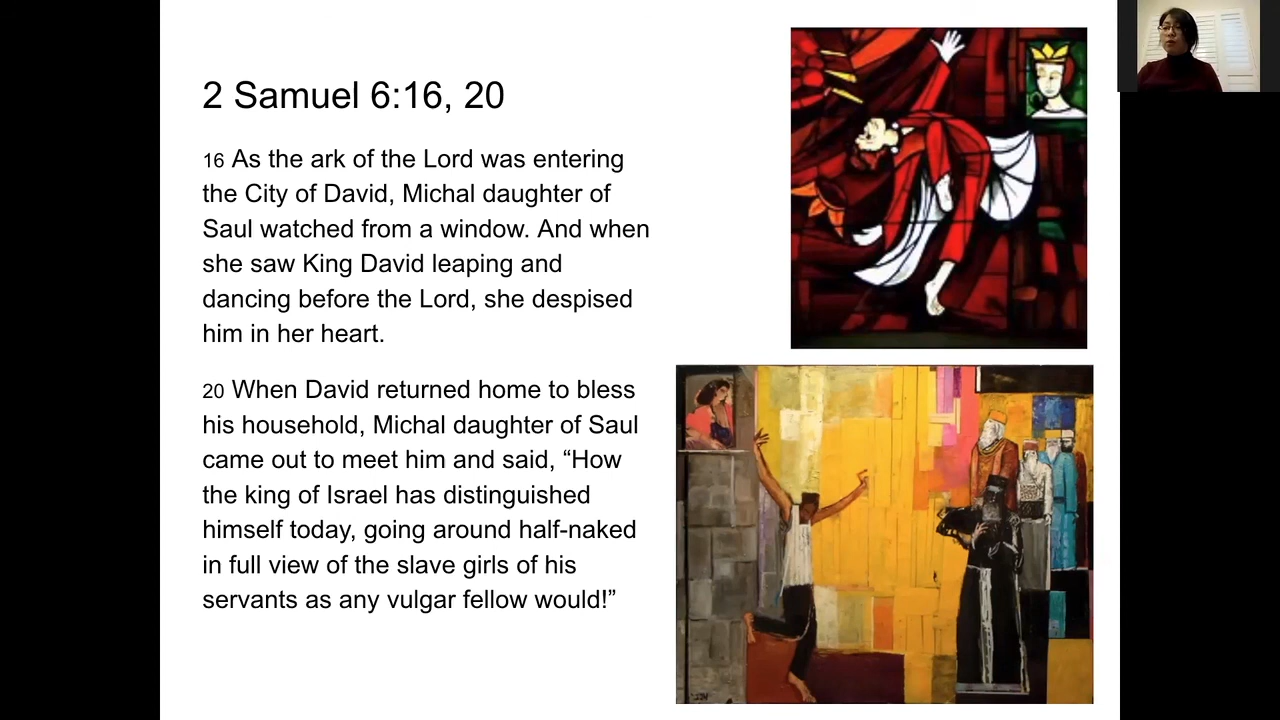 2 Samuel 6:16, 20
16 As the ark of the Lord was entering
the City of David, Michal daughter of
Saul watched from a window. And when
she saw King David leaping and
dancing before the Lord, she despised
him in her heart.
20 When David returned home to bless
his household, Michal daughter of Saul
came out to meet him and said, “How
the king of Israel has distinguished
himself today, going around half-naked
in full view of the slave girls of his
servants as any vulgar fellow would!”